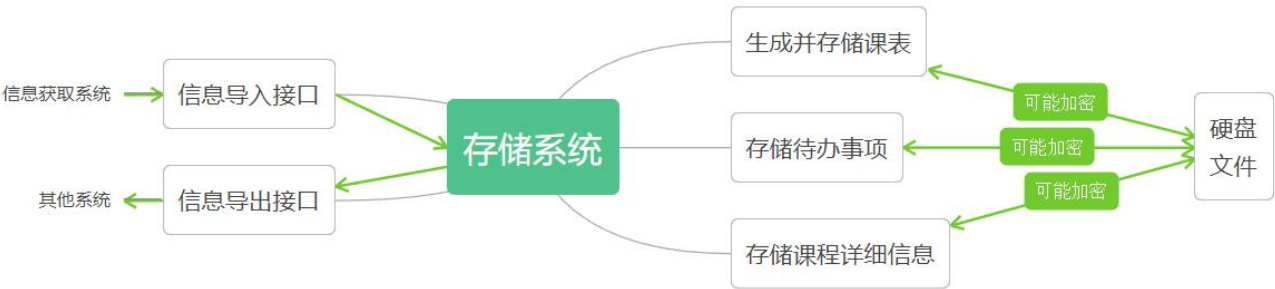 信息获取系统
信息导入接口
其他系统
信息导出接口
存储系统
生成并存储课表
存储待办事项
存储课程详细信息
可能加密
可能加密
可能加密
硬盘
文件